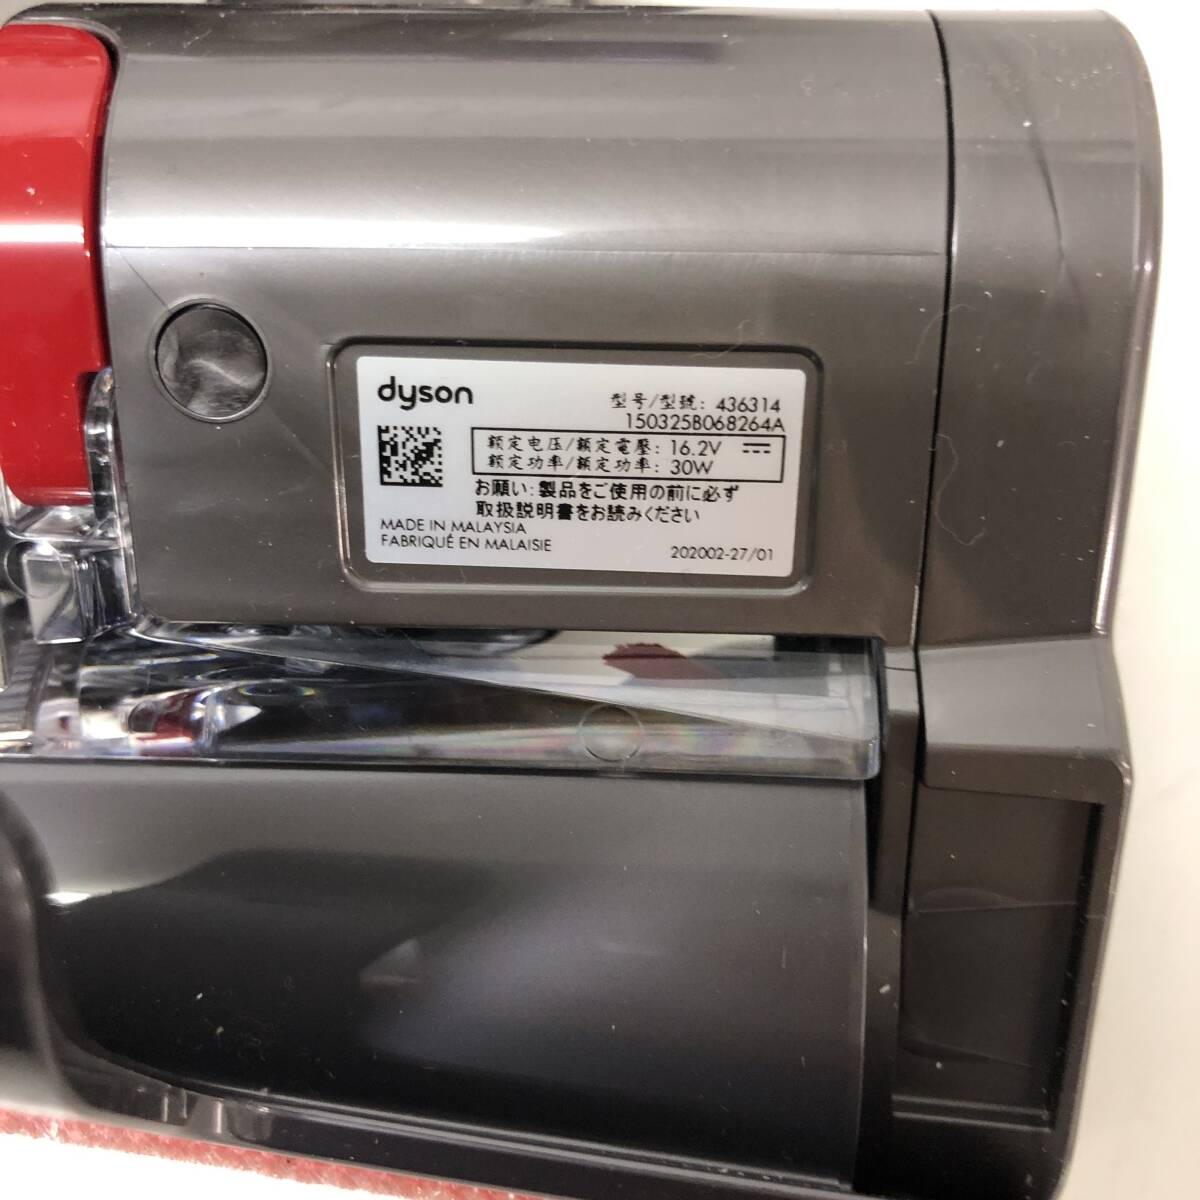 dyson
型号/型號: 436314
150325B068264A
额定电压/額定電壓: 16.2V
额定功率/額定功率: 30W
お願い:製品をご使用の前に必ず
取扱説明書をお読みください
MADE IN MALAYSIA
FABRIQUÉ EN MALAISIE
202002-27/01